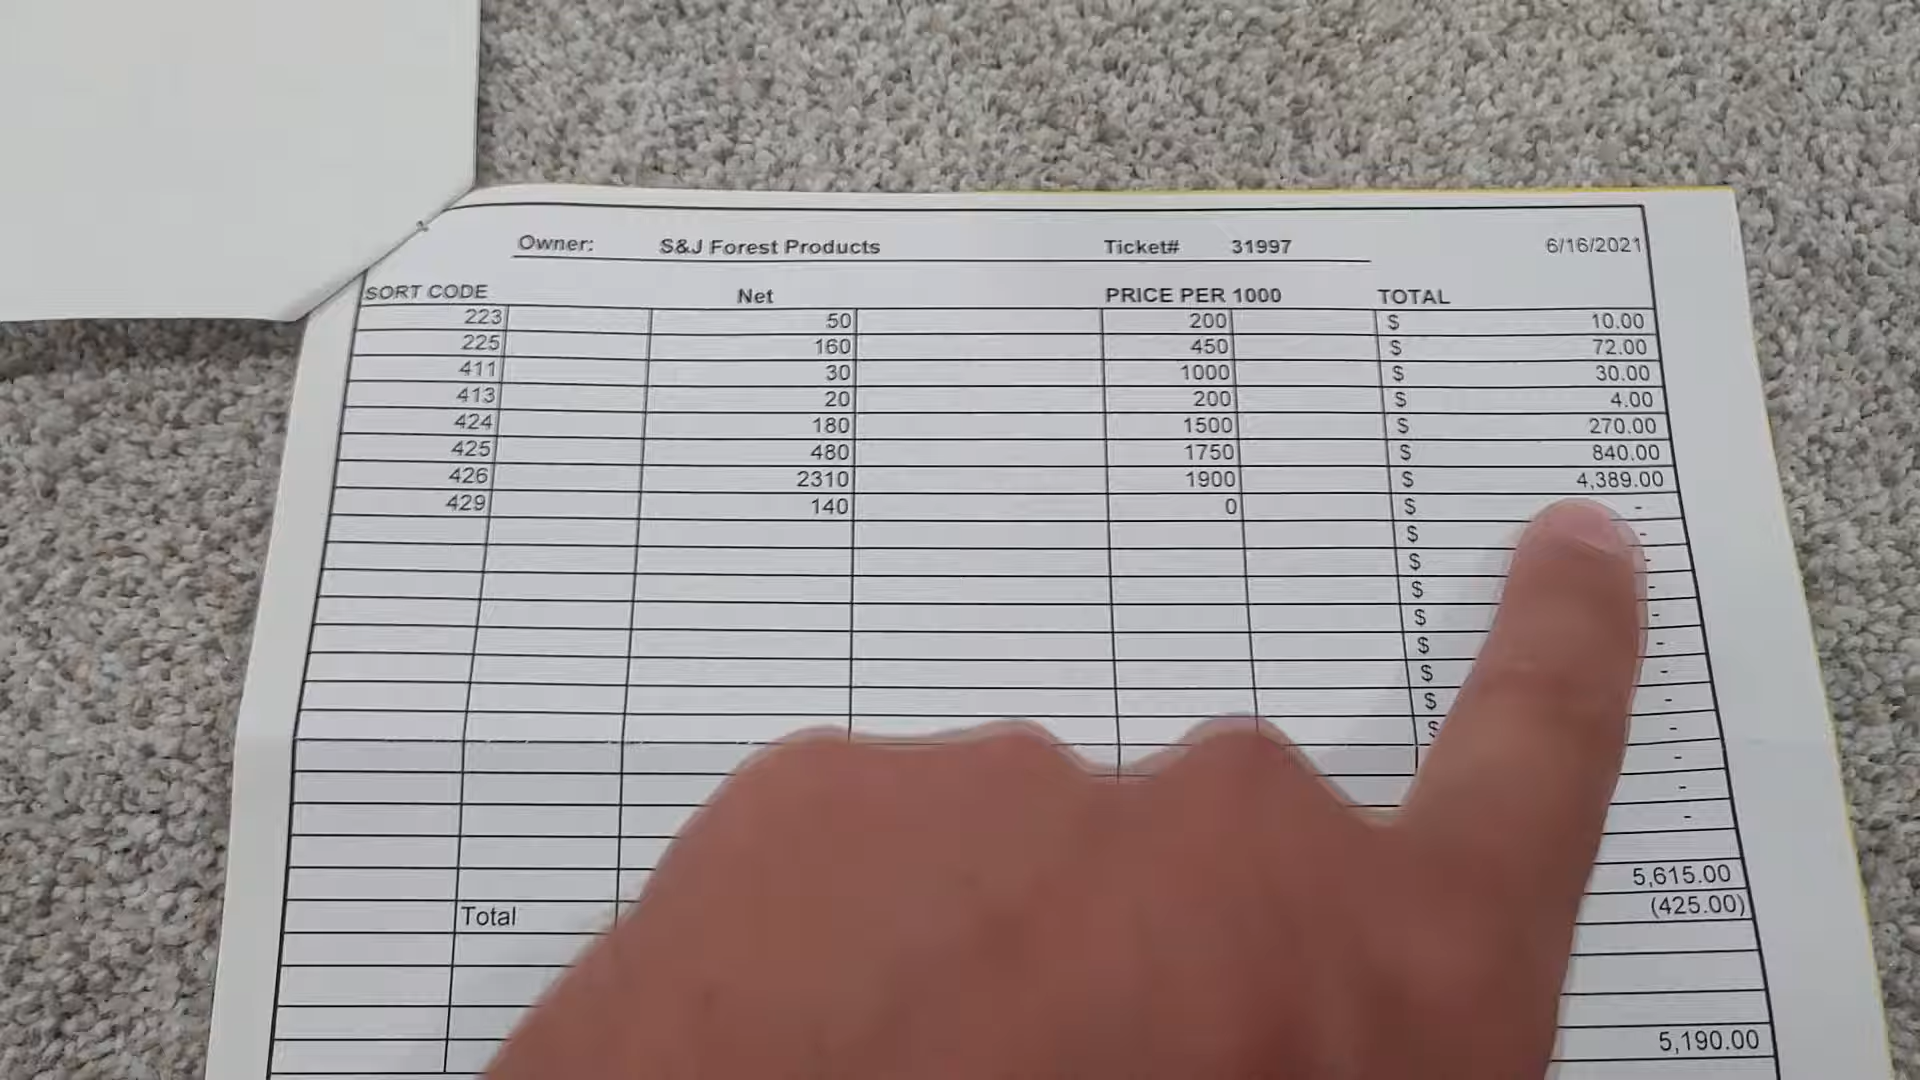 Owner: S&J Forest Products Ticket# 31997 6/16/2021
SORT CODE Net PRICE PER 1000 TOTAL
223 50 200 $ 10.00
225 160 450 $ 72.00
411 30 1000 $ 30.00
413 20 200 $ 4.00
424 180 1500 $ 270.00
425 480 1750 $ 840.00
426 2310 1900 $ 4,389.00
429 140 0 $ -
$ -
$ -
$ -
$ -
$ -
$ -
$ -
$ -
-
-
-
5,615.00
Total (425.00)
5,190.00